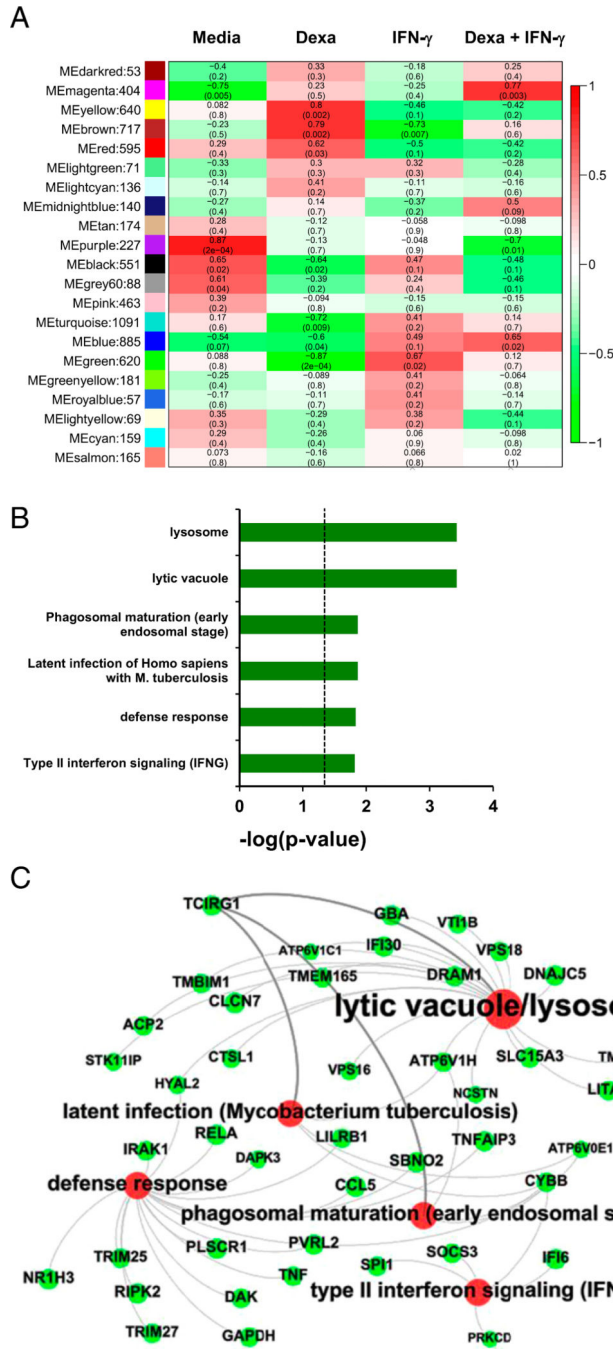 A
Media Dexa IFN-γ Dexa + IFN-γ
MEdarkred:53 −0.4 (0.2) 0.33 (0.3) −0.18 (0.6) 0.25 (0.4)
MEmagenta:404 −0.75 (0.005) 0.23 (0.5) −0.25 (0.4) 0.77 (0.003)
MEyellow:640 0.082 (0.8) 0.8 (0.002) −0.46 (0.1) −0.42 (0.2)
MEbrown:717 −0.23 (0.5) 0.79 (0.002) −0.73 (0.007) 0.16 (0.6)
MEred:595 0.29 (0.4) 0.62 (0.03) −0.5 (0.1) −0.42 (0.2)
MElightgreen:71 −0.33 (0.3) 0.3 (0.3) 0.32 (0.3) −0.28 (0.4)
MElightcyan:136 −0.14 (0.7) 0.41 (0.2) −0.11 (0.7) −0.16 (0.6)
MEmidnightblue:140 −0.27 (0.4) 0.14 (0.7) −0.37 (0.2) 0.5 (0.09)
MEtan:174 0.28 (0.4) −0.12 (0.7) −0.058 (0.9) −0.098 (0.8)
MEpurple:227 0.87 (2e−04) −0.13 (0.7) −0.048 (0.9) −0.7 (0.01)
MEblack:551 0.65 (0.02) −0.64 (0.02) 0.47 (0.1) −0.48 (0.1)
MEgrey60:88 0.61 (0.04) −0.39 (0.2) 0.24 (0.4) −0.46 (0.1)
MEpink:463 0.39 (0.2) −0.094 (0.8) −0.15 (0.6) −0.15 (0.6)
MEturquoise:1091 0.17 (0.6) −0.72 (0.009) 0.41 (0.2) 0.14 (0.7)
MEblue:885 −0.54 (0.07) −0.6 (0.04) 0.49 (0.1) 0.65 (0.02)
MEgreen:620 0.088 (0.8) −0.87 (2e−04) 0.67 (0.02) 0.12 (0.7)
MEgreenyellow:181 −0.25 (0.4) −0.089 (0.8) 0.41 (0.2) −0.064 (0.8)
MEroyalblue:57 −0.17 (0.6) −0.11 (0.7) 0.41 (0.2) −0.14 (0.7)
MElightyellow:69 0.35 (0.3) −0.29 (0.4) 0.38 (0.2) −0.44 (0.1)
MEcyan:159 0.29 (0.4) −0.26 (0.4) 0.06 (0.9) −0.098 (0.8)
MEsalmon:165 0.073 (0.8) −0.16 (0.6) 0.066 (0.8) 0.02 (1)
1
0.5
0
−0.5
−1
B
lysosome
lytic vacuole
Phagosomal maturation (early
endosomal stage)
Latent infection of Homo sapiens
with M. tuberculosis
defense response
Type II interferon signaling (IFNG)
0 1 2 3 4
-log(p-value)
C
TCIRG1
GBA
VTI1B
ATP6V1C1
IFI30
VPS18
TMBIM1
TMEM165
DRAM1
DNAJC5
CLCN7
lytic vacuole/lysos
ACP2
STK11IP
CTSL1
VPS16
ATP6V1H
SLC15A3
TM
HYAL2
NCSTN
LITA
latent infection (Mycobacterium tuberculosis)
RELA
LILRB1
TNFAIP3
IRAK1
DAPK3
SBNO2
ATP6V0E1
defense response
CCL5
CYBB
phagosomal maturation (early endosomal s
TRIM25
PLSCR1
PVRL2
SOCS3
NR1H3
TNF
SPI1
IFI6
RIPK2
DAK
type II interferon signaling (IFN
TRIM27
GAPDH
PRKCD